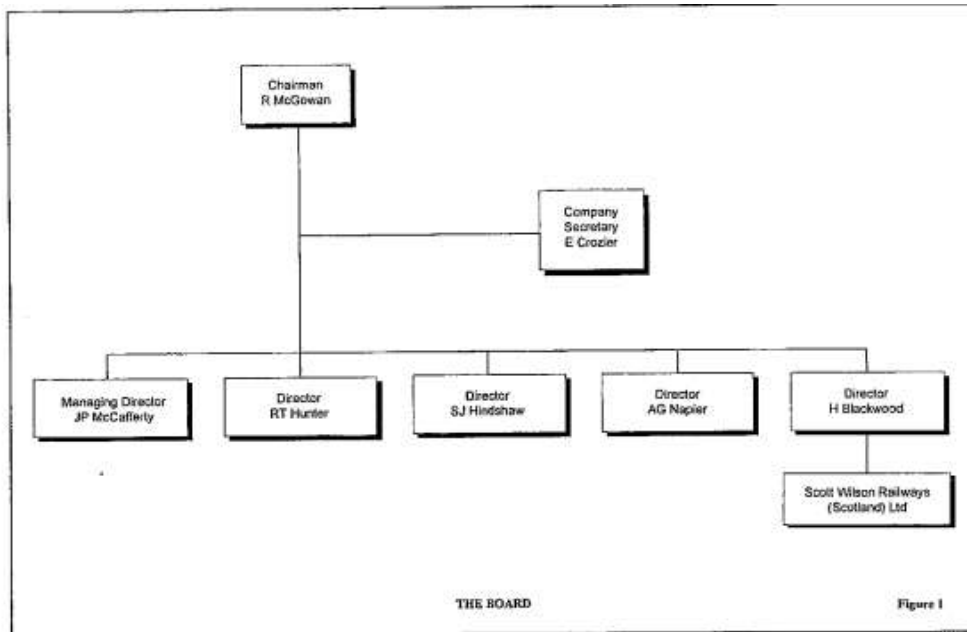 Chairman
R McGowan
Company
Secretary
E Crozier
Managing Director
JP McCafferty
Director
RT Hunter
Director
SJ Hindshaw
Director
AG Napier
Director
H Blackwood
Scott Wilson Railways
(Scotland) Ltd
THE BOARD
Figure 1